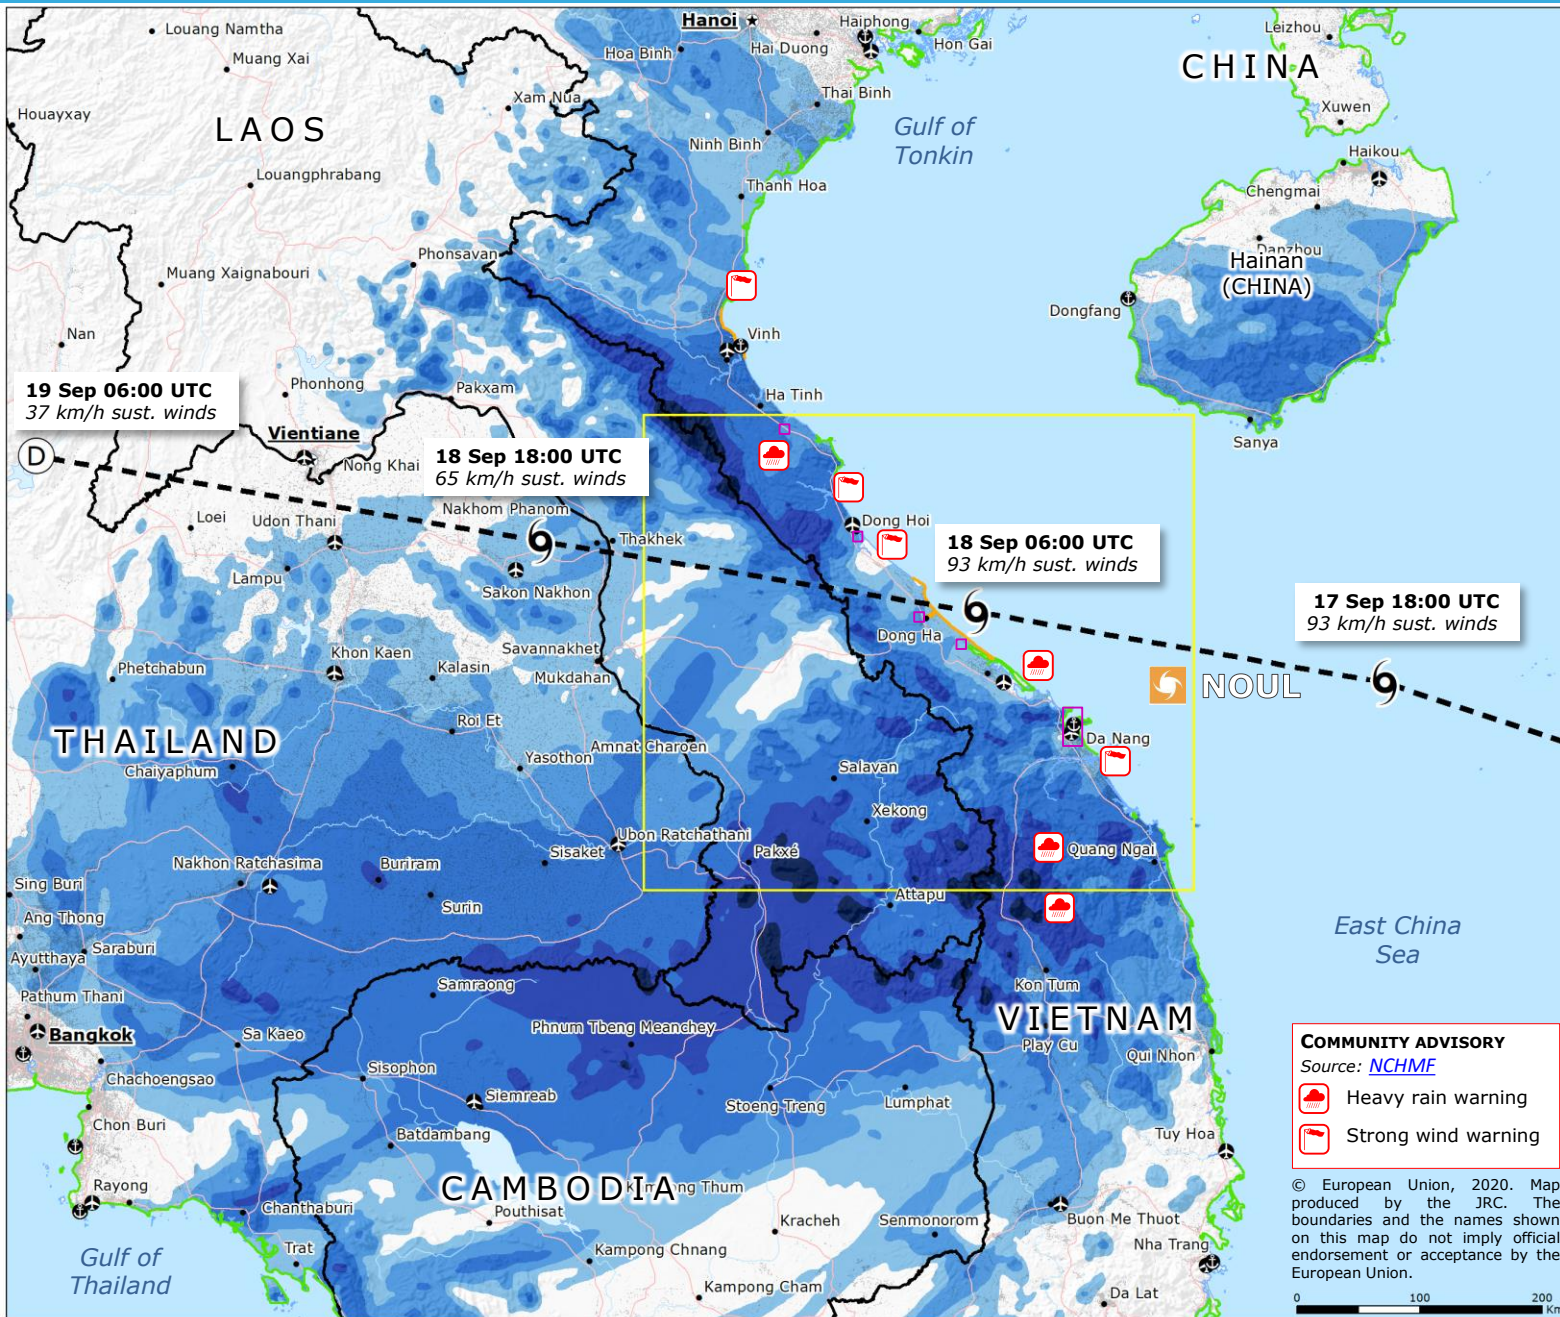 Hanoi
Haiphong
Louang Namtha
Hai Duong
Hon Gai
Leizhou
Hoa Binh
Muang Xai
CHINA
Thai Binh
Xam Nua
Xuwen
Houayxay
LAOS
Gulf of
Tonkin
Ninh Binh
Haikou
Louangphrabang
Thanh Hoa
Chengmai
Phonsavan
Danzhou
Hainan
(CHINA)
Muang Xaignabouri
Dongfang
Nan
Vinh
19 Sep 06:00 UTC
37 km/h sust. winds
Phonhong
Pakxam
Ha Tinh
Vientiane
Sanya
D
Nong Khai
18 Sep 18:00 UTC
65 km/h sust. winds
Nakhom Phanom
Loei
Udon Thani
Dong Hoi
Thakhek
18 Sep 06:00 UTC
93 km/h sust. winds
Lampu
Sakon Nakhon
17 Sep 18:00 UTC
93 km/h sust. winds
Dong Ha
Savannakhet
Khon Kaen
Phetchabun
Kalasin
Mukdahan
NOUL
Roi Et
THAILAND
Amnat Charoen
Da Nang
Yasothon
Chaiyaphum
Salavan
Xekong
Ubon Ratchathani
Nakhon Ratchasima
Buriram
Sisaket
Pakxé
Quang Ngai
Sing Buri
Surin
Attapu
Ang Thong
Saraburi
East China
Sea
Ayutthaya
Samraong
Kon Tum
Pathum Thani
VIETNAM
Bangkok
Phnum Tbeng Meanchey
Sa Kaeo
Play Cu
Qui Nhon
Sisophon
Chachoengsao
Siemreab
Stoeng Treng
Lumphat
COMMUNITY ADVISORY
Source: NCHMF
Heavy rain warning
Strong wind warning
Chon Buri
Batdambang
Tuy Hoa
CAMBODIA
Thum
Rayong
Chanthaburi
Pouthisat
Kracheh
Senmonorom
Buon Me Thuot
Gulf of
Thailand
Trat
Kampong Chnang
Nha Trang
Kampong Cham
Da Lat
© European Union, 2020. Map
produced by the JRC. The
boundaries and the names shown
on this map do not imply official
endorsement or acceptance by the
European Union.
0 100 200
Km